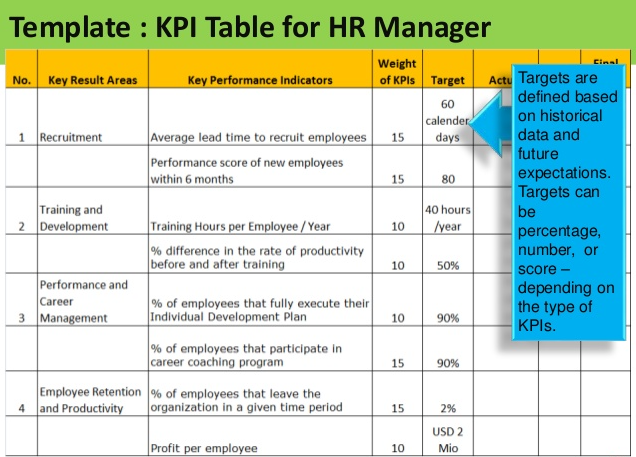 Template : KPI Table for HR Manager
No.
Key Result Areas
Key Performance Indicators
Weight
of KPIs
Target
1
Recruitment
Average lead time to recruit employees
15
60
calender
days
Performance score of new employees
within 6 months
15
80
2
Training and
Development
Training Hours per Employee / Year
10
40 hours
/year
% difference in the rate of productivity
before and after training
10
50%
3
Performance and
Career
Management
% of employees that fully execute their
Individual Development Plan
10
90%
% of employees that participate in
career coaching program
15
90%
4
Employee Retention
and Productivity
% of employees that leave the
organization in a given time period
15
2%
Profit per employee
10
USD 2
Mio
Targets are
defined based
on historical
data and
future
expectations.
Targets can
be
percentage,
number, or
score –
depending on
the type of
KPIs.